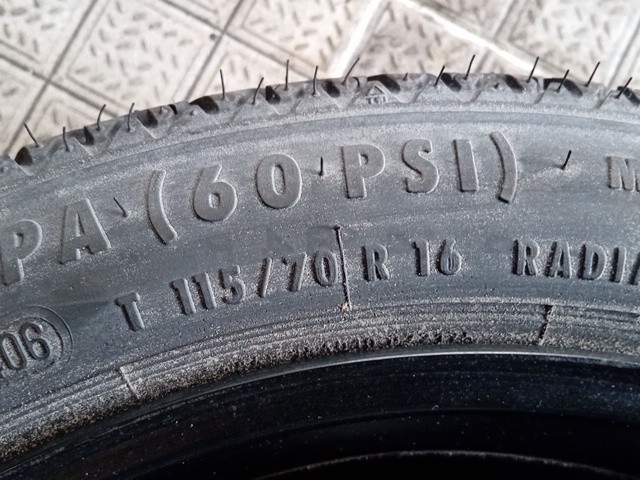 PA (60 PSI) M
T 115/70 R 16 RADIA
06